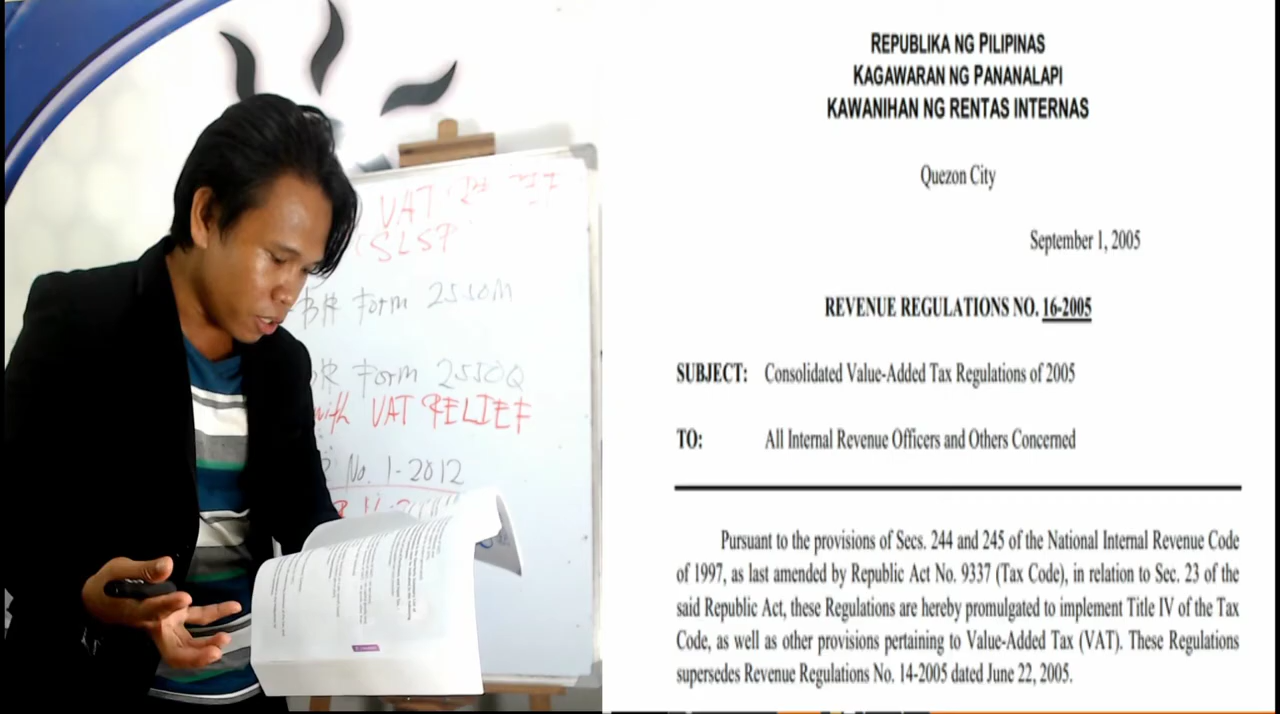 VAT
SLSP
Form 2550M
Form 2550Q
with VAT RELIEF
No. 1-2012
REPUBLIKA NG PILIPINAS
KAGAWARAN NG PANANALAPI
KAWANIHAN NG RENTAS INTERNAS
Quezon City
September 1, 2005
REVENUE REGULATIONS NO. 16-2005
SUBJECT: Consolidated Value-Added Tax Regulations of 2005
TO: All Internal Revenue Officers and Others Concerned
Pursuant to the provisions of Secs. 244 and 245 of the National Internal Revenue Code
of 1997, as last amended by Republic Act No. 9337 (Tax Code), in relation to Sec. 23 of the
said Republic Act, these Regulations are hereby promulgated to implement Title IV of the Tax
Code, as well as other provisions pertaining to Value-Added Tax (VAT). These Regulations
supersedes Revenue Regulations No. 14-2005 dated June 22, 2005.